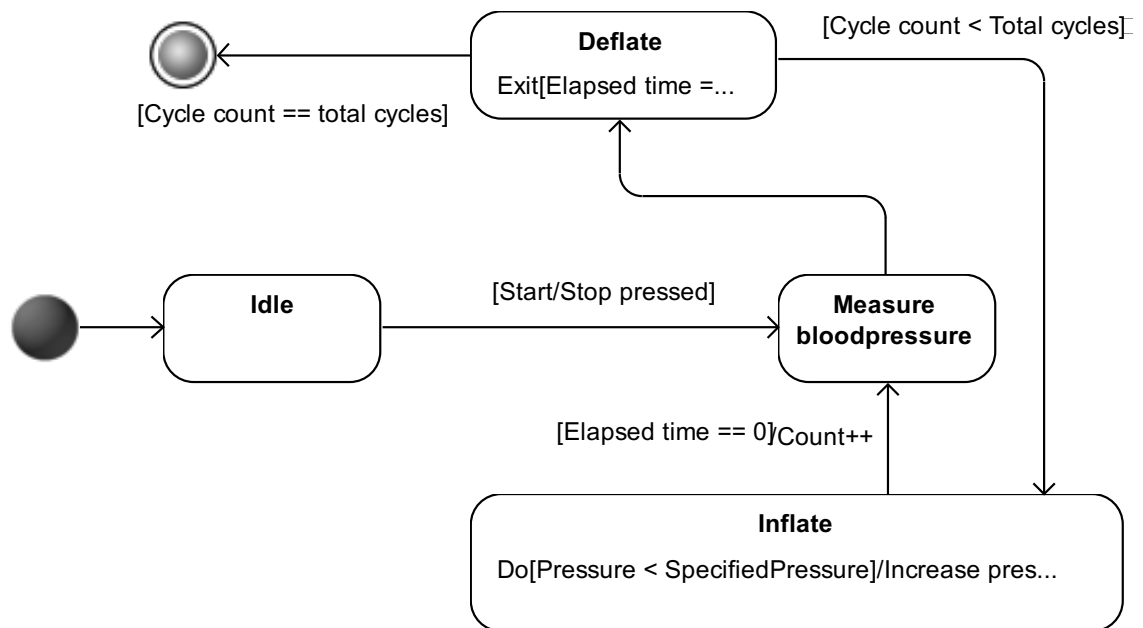 Deflate
[Cycle count < Total cycles]
Exit[Elapsed time =...
[Cycle count == total cycles]
Idle
[Start/Stop pressed]
Measure
bloodpressure
[Elapsed time == 0]/Count++
Inflate
Do[Pressure < SpecifiedPressure]/Increase pres...